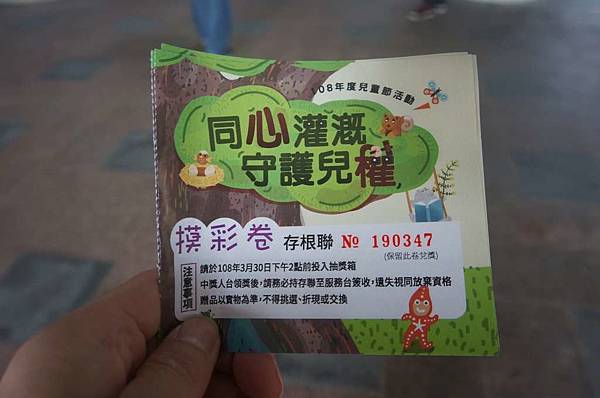 108年度兒童節活動
同心灌溉
守護兒權
摸彩卷 存根聯 № 190347
(保留此卷兌獎)
注意事項
請於108年3月30日下午2點前投入抽獎箱
中獎人台領獎後，請務必持存聯至服務台簽收，遺失視同放棄資格
贈品以實物為準，不得挑選、折現或交換